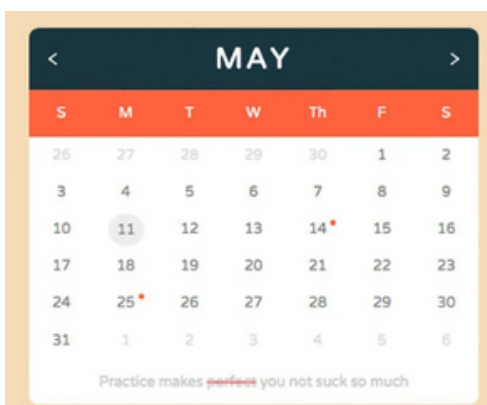 < MAY >
S M T W Th F S
26 27 28 29 30 1 2
3 4 5 6 7 8 9
10 11 12 13 14 15 16
17 18 19 20 21 22 23
24 25 26 27 28 29 30
31 1 2 3 4 5 6
Practice makes perfect you not suck so much